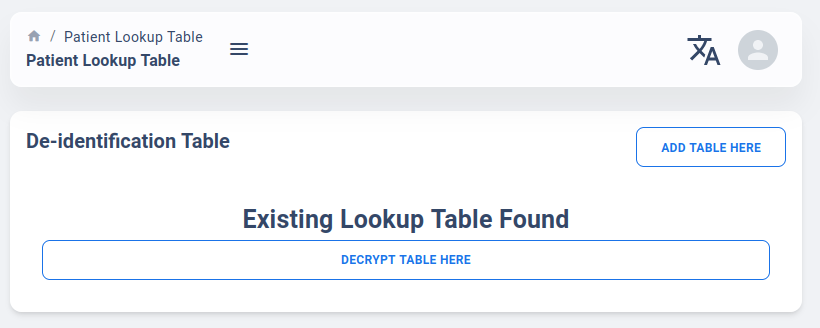 / Patient Lookup Table
Patient Lookup Table
De-identification Table
ADD TABLE HERE
Existing Lookup Table Found
DECRYPT TABLE HERE